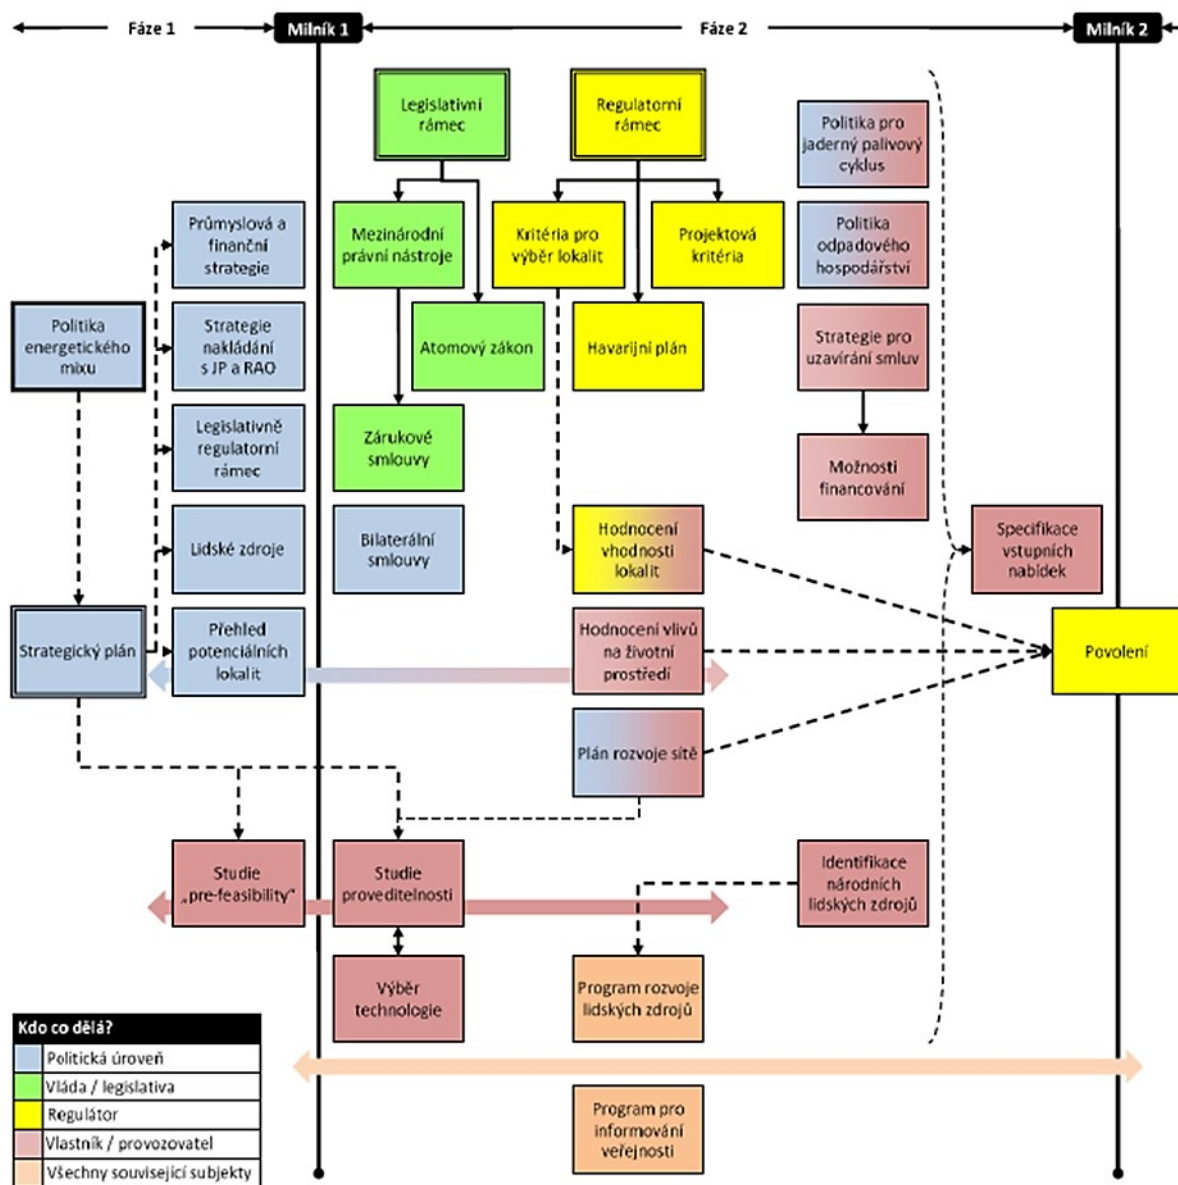 Fáze 1
Milník 1
Fáze 2
Milník 2
Legislativní
rámec
Regulatorní
rámec
Politika pro
jaderný palivový
cyklus
Průmyslová a
finanční
strategie
Mezinárodní
právní nástroje
Kritéria pro
výběr lokalit
Projektová
kritéria
Politika
odpadového
hospodářství
Politika
energetického
mixu
Strategie
nakládání
s JP a RAO
Atomový zákon
Havarijní plán
Strategie pro
uzavírání smluv
Legislativně
regulatorní
rámec
Zárukové
smlouvy
Možnosti
financování
Lidské zdroje
Bilaterální
smlouvy
Hodnocení
vhodnosti
lokalit
Specifikace
vstupních
nabídek
Strategický plán
Přehled
potenciálních
lokalit
Hodnocení vlivů
na životní
prostředí
Povolení
Plán rozvoje sítě
Studie
„pre-feasibility“
Studie
proveditelnosti
Identifikace
národních
lidských zdrojů
Výběr
technologie
Program rozvoje
lidských zdrojů
Kdo co dělá?
Politická úroveň
Vláda / legislativa
Regulátor
Vlastník / provozovatel
Všechny související subjekty
Program pro
informování
veřejnosti